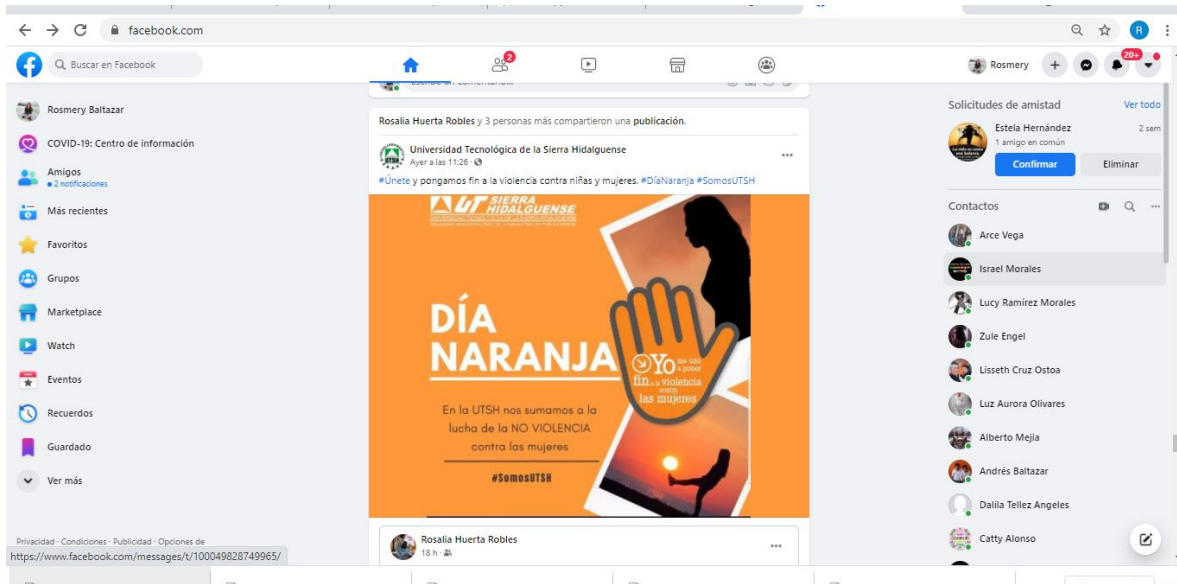 facebook.com
R
Buscar en Facebook
2
Rosmery
20+
Rosmery Baltazar
COVID-19: Centro de información
Amigos
2 notificaciones
Más recientes
Favoritos
Grupos
Marketplace
Watch
Eventos
Recuerdos
Guardado
Ver más
Privacidad · Condiciones · Publicidad · Opciones de
https://www.facebook.com/messages/t/100049828749965/
Rosalia Huerta Robles y 3 personas más compartieron una publicación.
Universidad Tecnológica de la Sierra Hidalguense
Ayer a las 11:26 ·
#Únete y pongamos fin a la violencia contra niñas y mujeres. #DíaNaranja #SomosUTSH
UT SIERRA
HIDALGUENSE
DÍA
NARANJA
Yo me uno
a poner
fin a la violencia
contra
las mujeres
En la UTSH nos sumamos a la
lucha de la NO VIOLENCIA
contra las mujeres
#SomosUTSH
Rosalia Huerta Robles
18 h ·
Solicitudes de amistad Ver todo
Estela Hernández 2 sem
1 amigo en común
Confirmar Eliminar
Contactos
Arce Vega
Israel Morales
Lucy Ramírez Morales
Zule Engel
Lisseth Cruz Ostoa
Luz Aurora Olivares
Alberto Mejia
Andrés Baltazar
Dalila Tellez Angeles
Catty Alonso